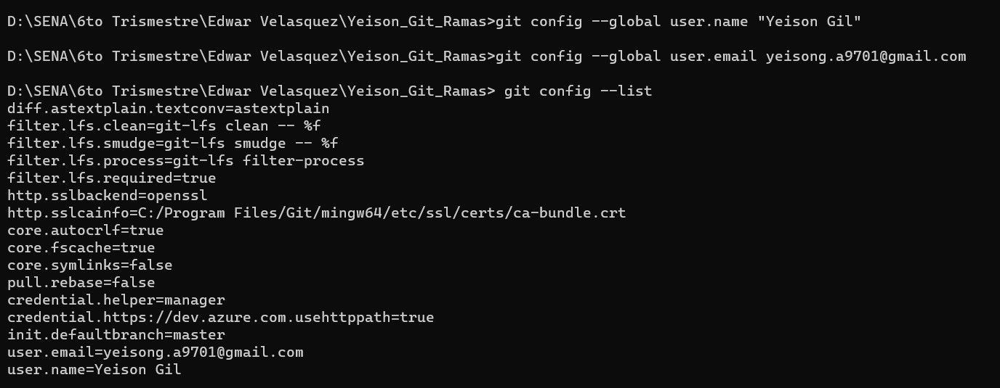 D:\SENA\6to Trismestre\Edwar Velasquez\Yeison_Git_Ramas>git config --global user.name "Yeison Gil"
D:\SENA\6to Trismestre\Edwar Velasquez\Yeison_Git_Ramas>git config --global user.email yeisong.a9701@gmail.com
D:\SENA\6to Trismestre\Edwar Velasquez\Yeison_Git_Ramas> git config --list
diff.astextplain.textconv=astextplain
filter.lfs.clean=git-lfs clean -- %f
filter.lfs.smudge=git-lfs smudge -- %f
filter.lfs.process=git-lfs filter-process
filter.lfs.required=true
http.sslbackend=openssl
http.sslcainfo=C:/Program Files/Git/mingw64/etc/ssl/certs/ca-bundle.crt
core.autocrlf=true
core.fscache=true
core.symlinks=false
pull.rebase=false
credential.helper=manager
credential.https://dev.azure.com.usehttppath=true
init.defaultbranch=master
user.email=yeisong.a9701@gmail.com
user.name=Yeison Gil